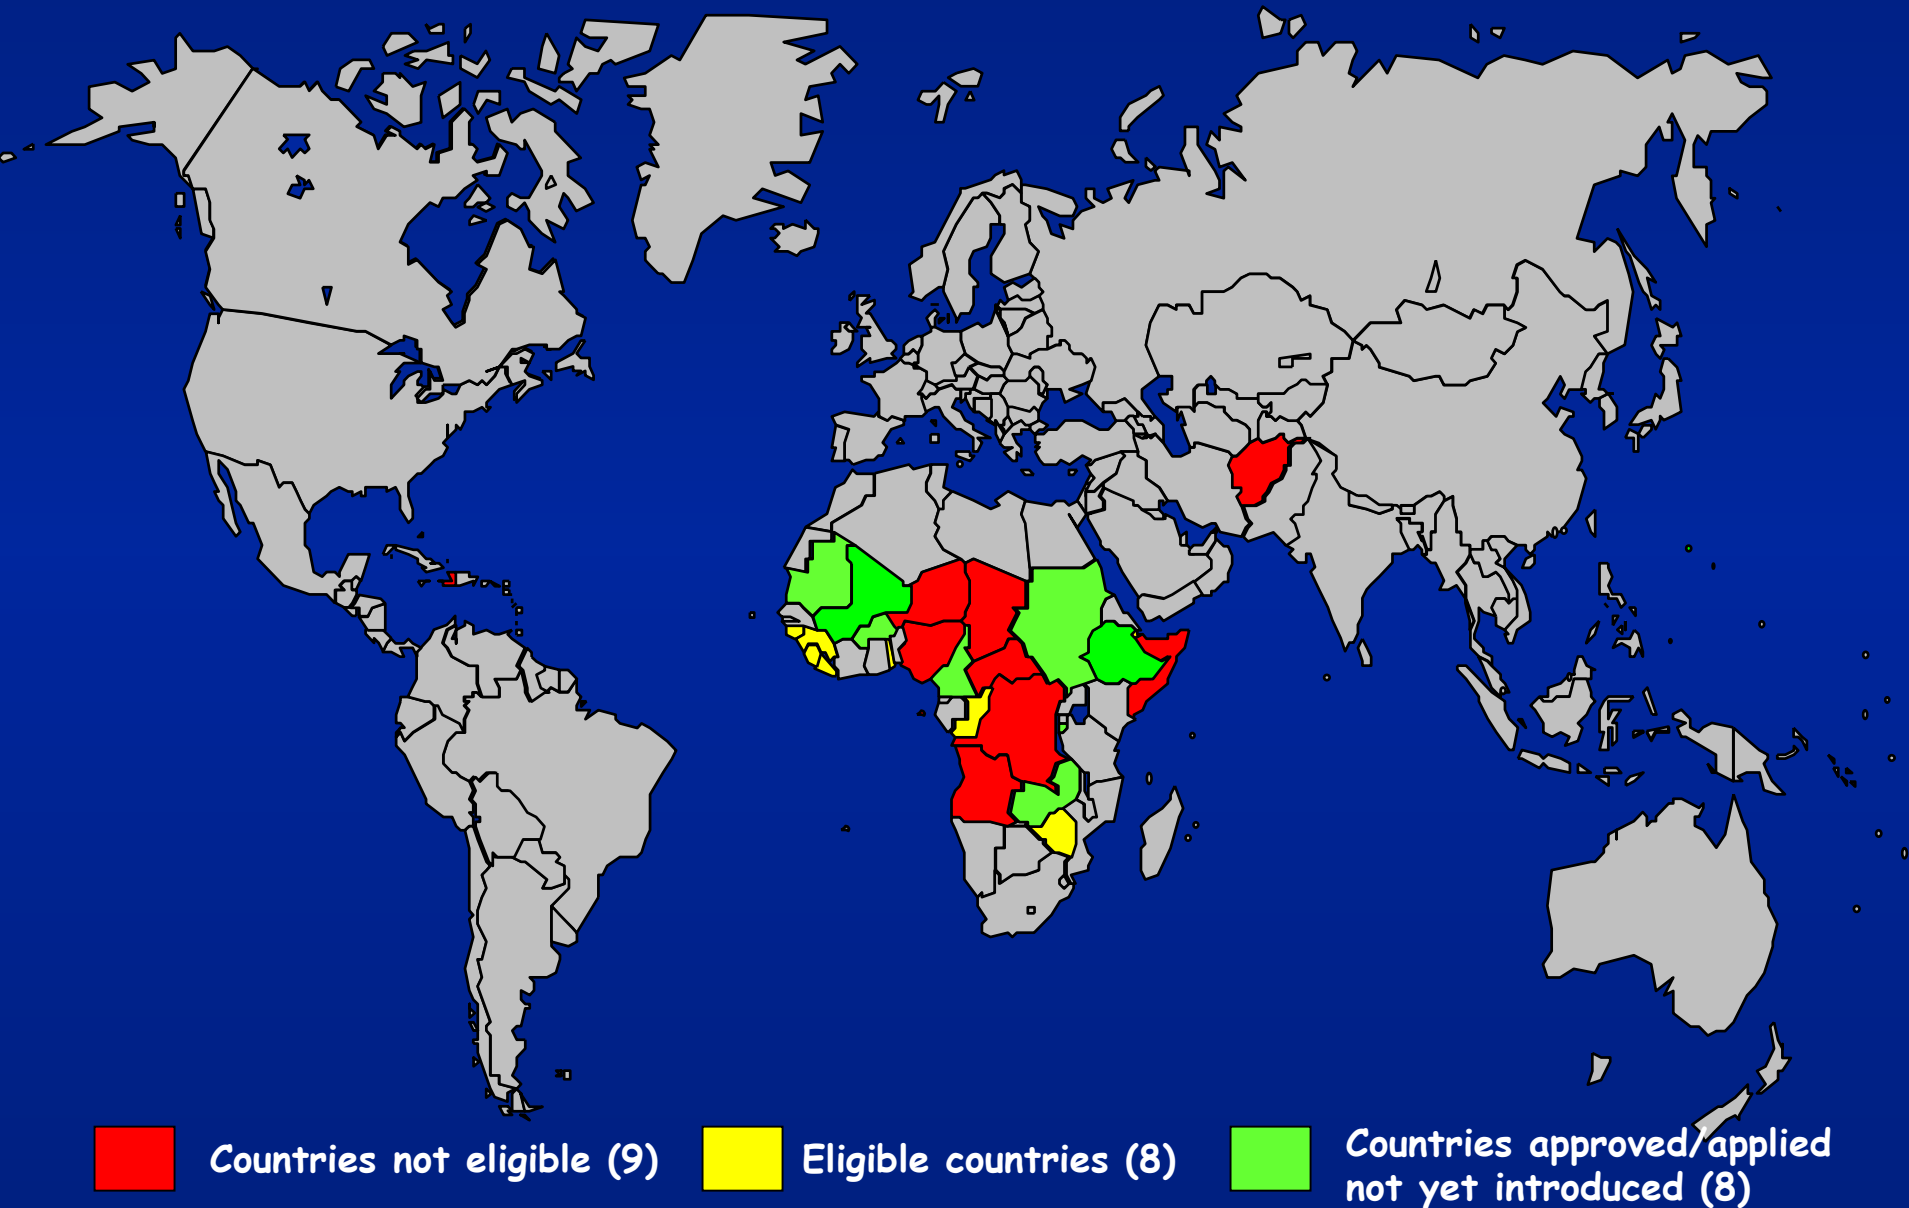 Countries not eligible (9)
Eligible countries (8)
Countries approved/applied
not yet introduced (8)